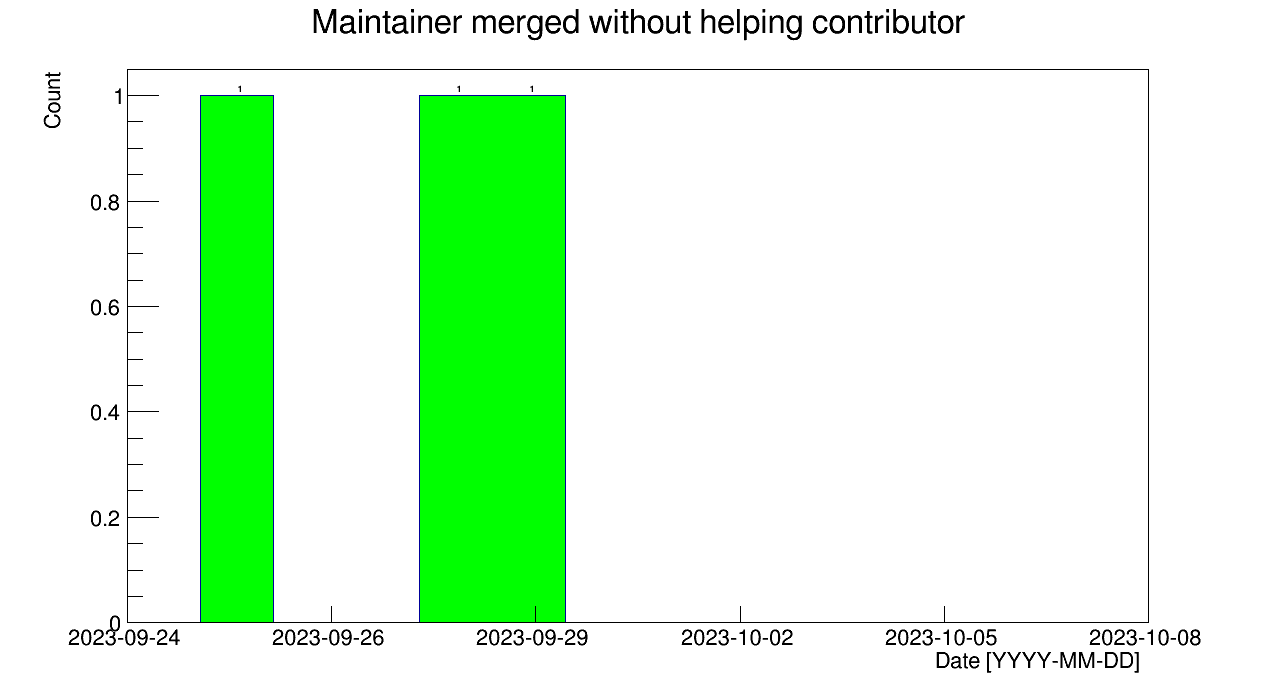 Maintainer merged without helping contributor
Count
1 1 1
1
0.8
0.6
0.4
0.2
0
2023-09-24 2023-09-26 2023-09-29 2023-10-02 2023-10-05 2023-10-08
Date [YYYY-MM-DD]